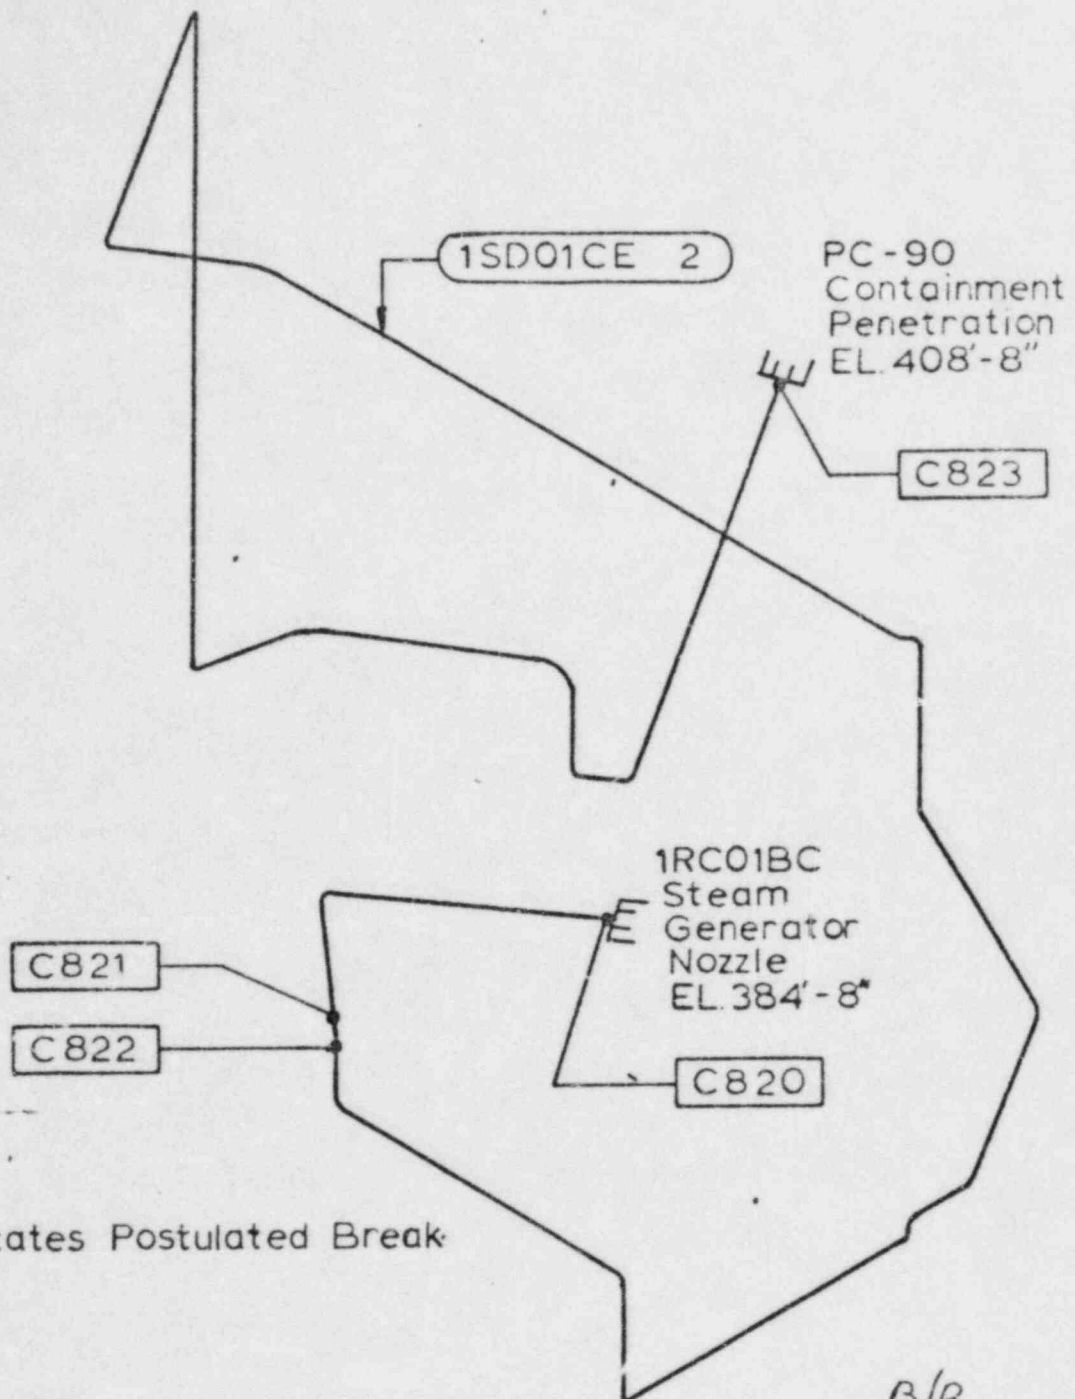 1SD01CE 2
PC-90
Containment
Penetration
EL. 408'-8"
C823
1RC01BC
Steam
Generator
Nozzle
EL. 384'-8"
C821
C822
C820
cates Postulated Break
B/B